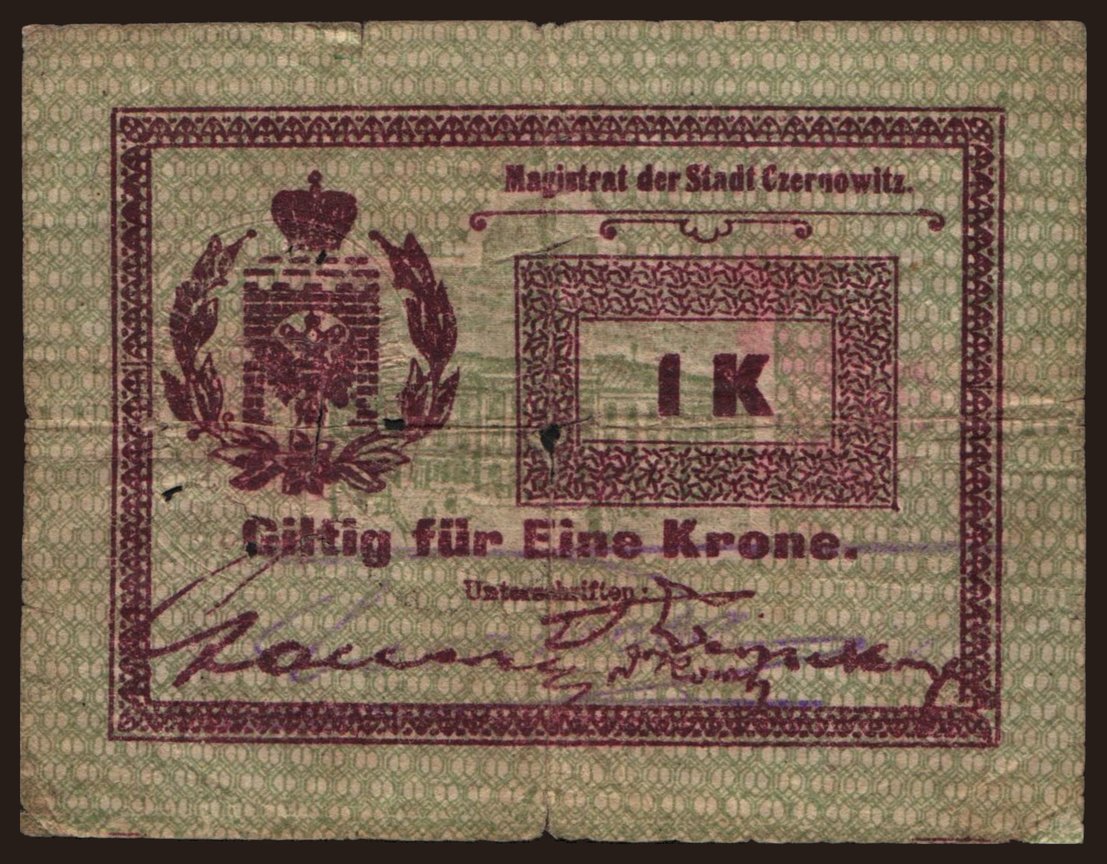 Magistrat der Stadt Czernowitz.
1 K
Giltig für Eine Krone.
Unterschriften: